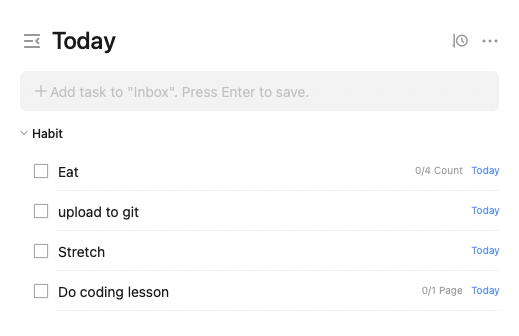 Today
Add task to "Inbox". Press Enter to save.
Habit
Eat 0/4 Count Today
upload to git Today
Stretch Today
Do coding lesson 0/1 Page Today